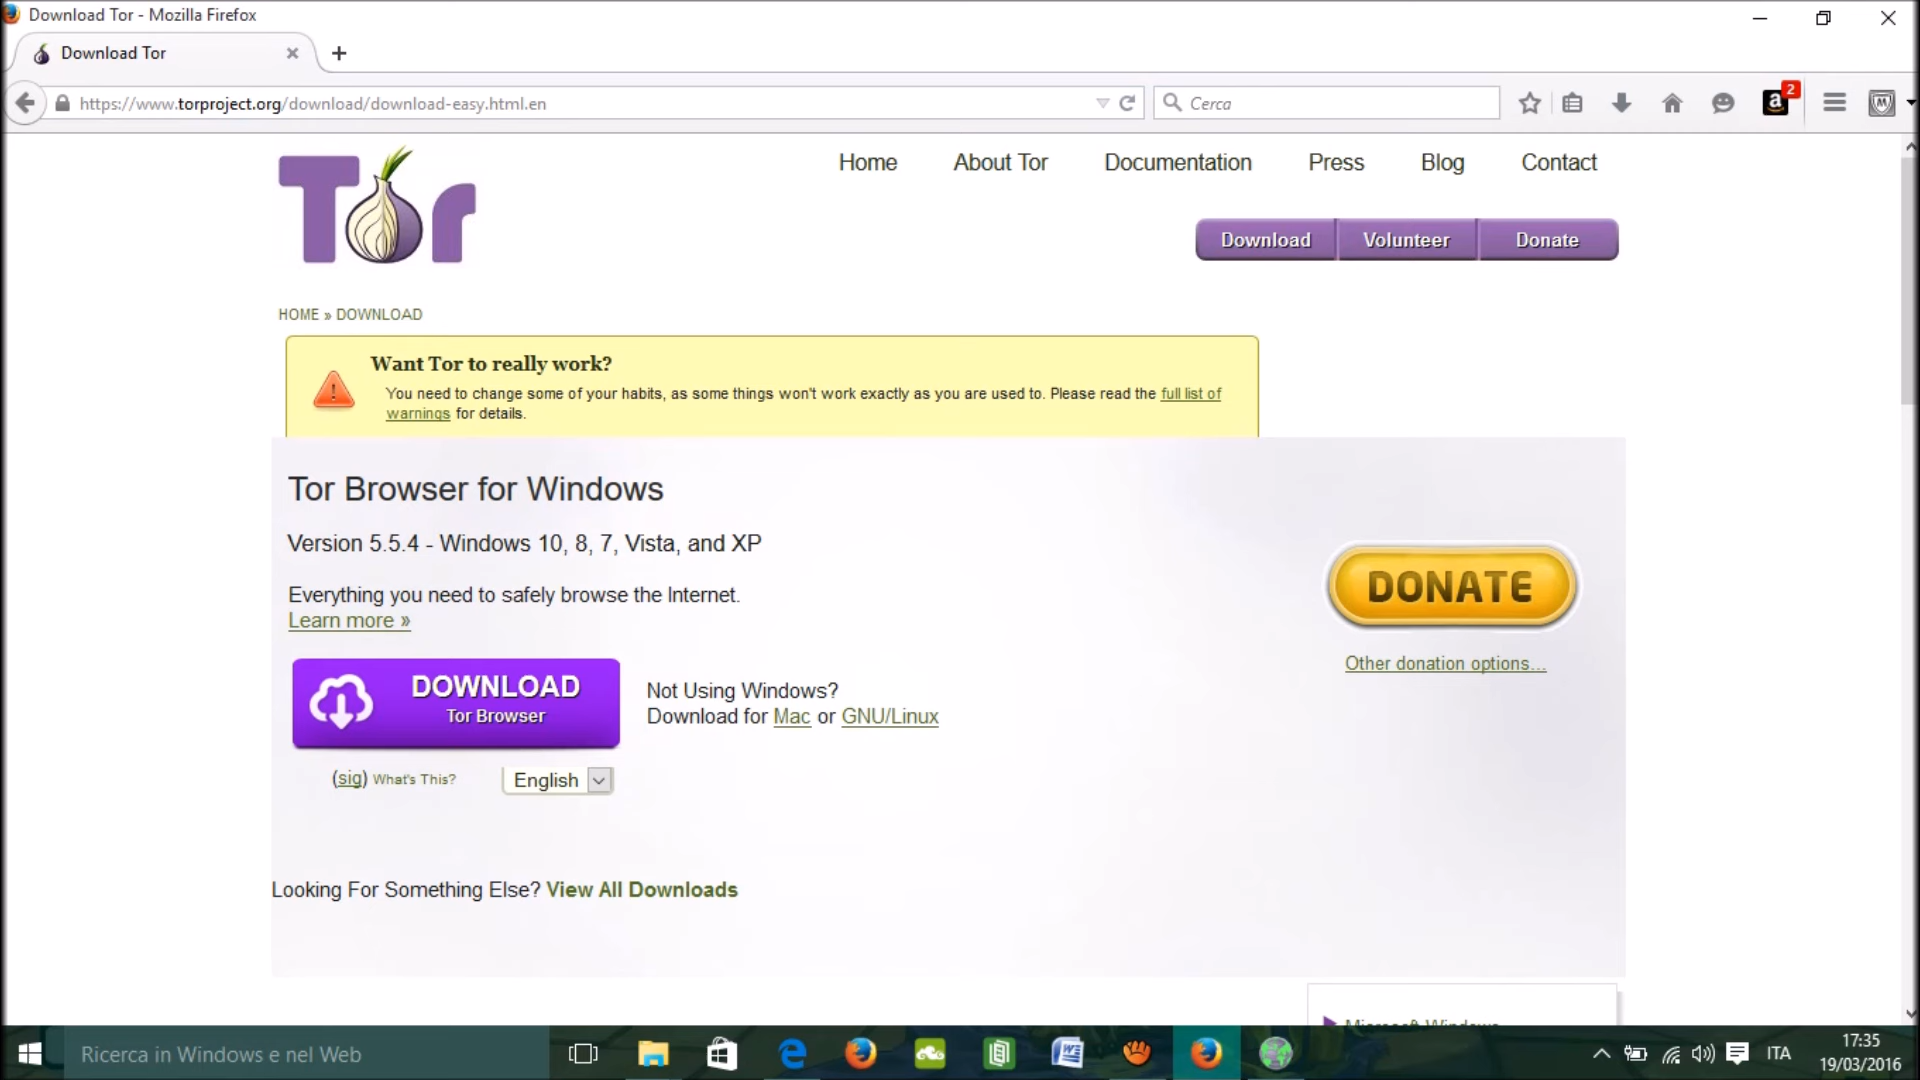 Download Tor - Mozilla Firefox
Download Tor
https://www.torproject.org/download/download-easy.html.en
Cerca
2
Tor
Home About Tor Documentation Press Blog Contact
Download Volunteer Donate
HOME » DOWNLOAD
Want Tor to really work?
You need to change some of your habits, as some things won't work exactly as you are used to. Please read the full list of
warnings for details.
Tor Browser for Windows
Version 5.5.4 - Windows 10, 8, 7, Vista, and XP
Everything you need to safely browse the Internet.
Learn more »
DONATE
Other donation options...
DOWNLOAD
Tor Browser
Not Using Windows?
Download for Mac or GNU/Linux
(sig) What's This?
English
Looking For Something Else? View All Downloads
Microsoft Windows
Ricerca in Windows e nel Web
ITA
17:35
19/03/2016